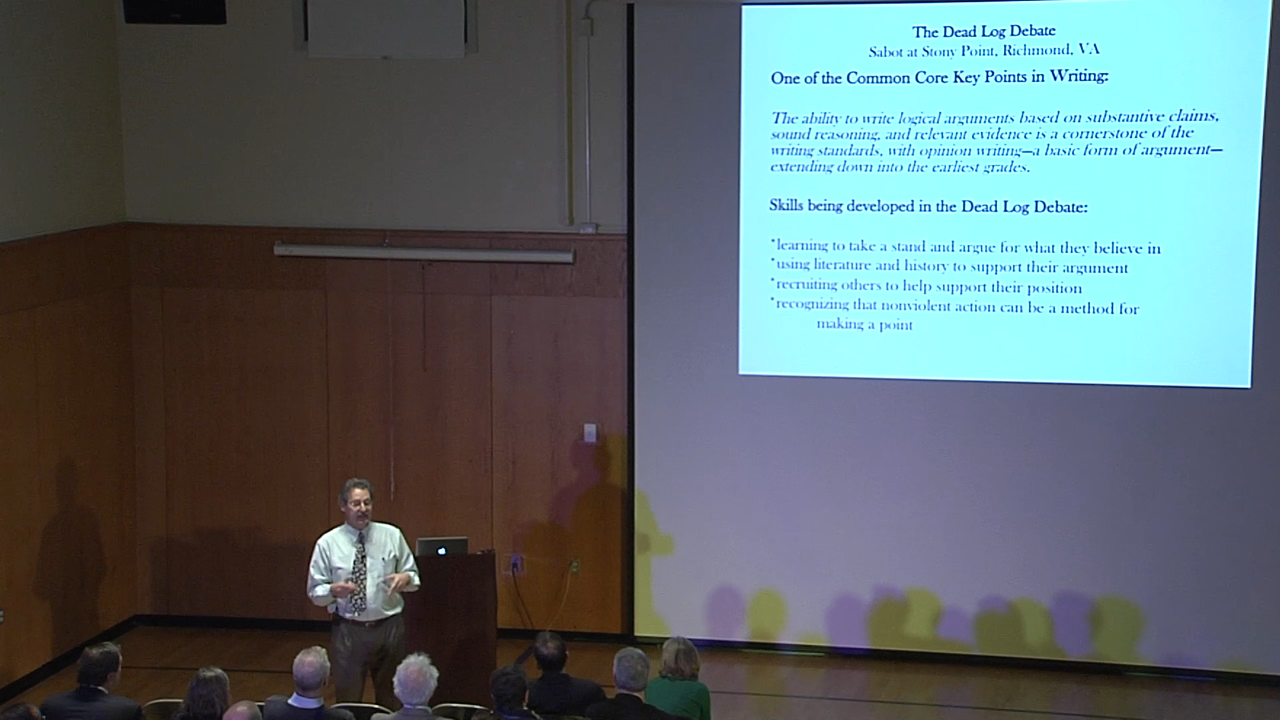 The Dead Log Debate
Sabot at Stony Point, Richmond, VA
One of the Common Core Key Points in Writing:
The ability to write logical arguments based on substantive claims,
sound reasoning, and relevant evidence is a cornerstone of the
writing standards, with opinion writing—a basic form of argument—
extending down into the earliest grades.
Skills being developed in the Dead Log Debate:
*learning to take a stand and argue for what they believe in
*using literature and history to support their argument
*recruiting others to help support their position
*recognizing that nonviolent action can be a method for
making a point